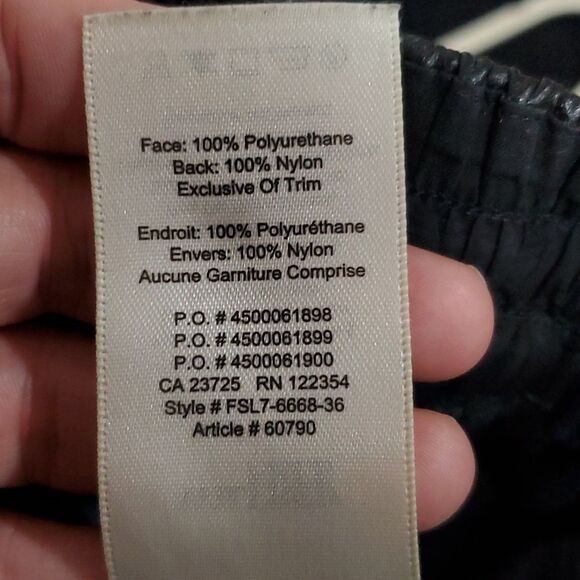 Face: 100% Polyurethane
Back: 100% Nylon
Exclusive Of Trim
Endroit: 100% Polyuréthane
Envers: 100% Nylon
Aucune Garniture Comprise
P.O. # 4500061898
P.O. # 4500061899
P.O. # 4500061900
CA 23725 RN 122354
Style # FSL7-6668-36
Article # 60790